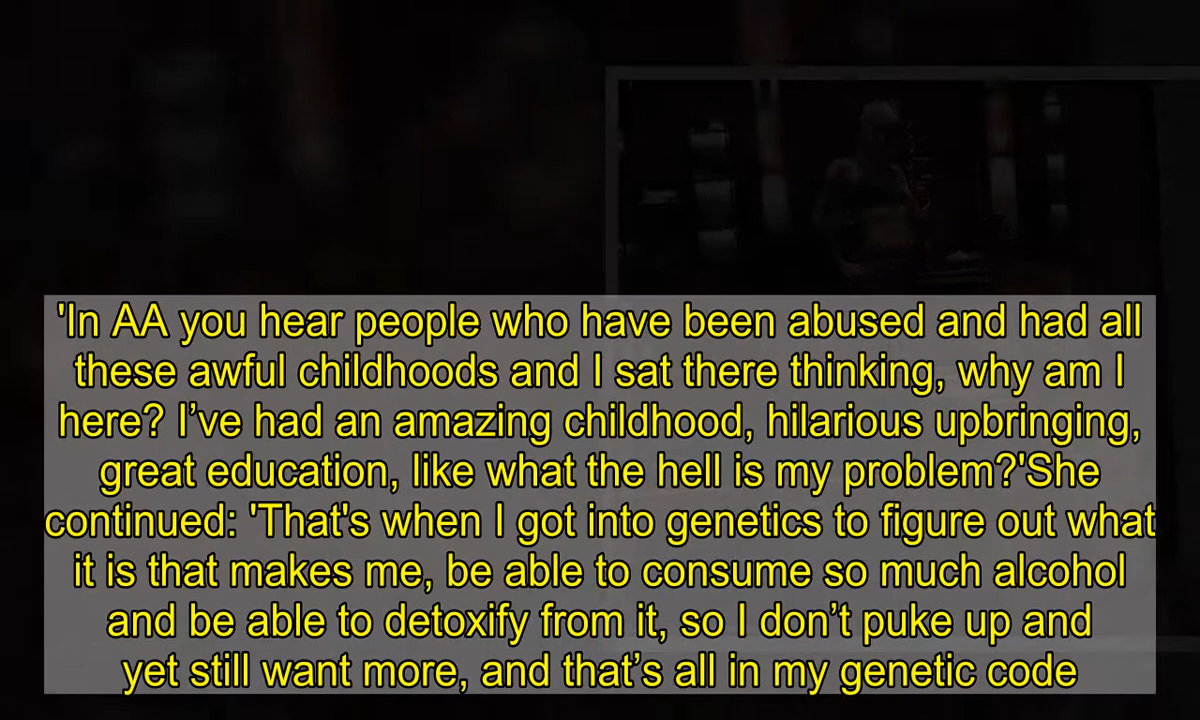 'In AA you hear people who have been abused and had all
these awful childhoods and I sat there thinking, why am I
here? I’ve had an amazing childhood, hilarious upbringing,
great education, like what the hell is my problem?'She
continued: 'That's when I got into genetics to figure out what
it is that makes me, be able to consume so much alcohol
and be able to detoxify from it, so I don’t puke up and
yet still want more, and that’s all in my genetic code